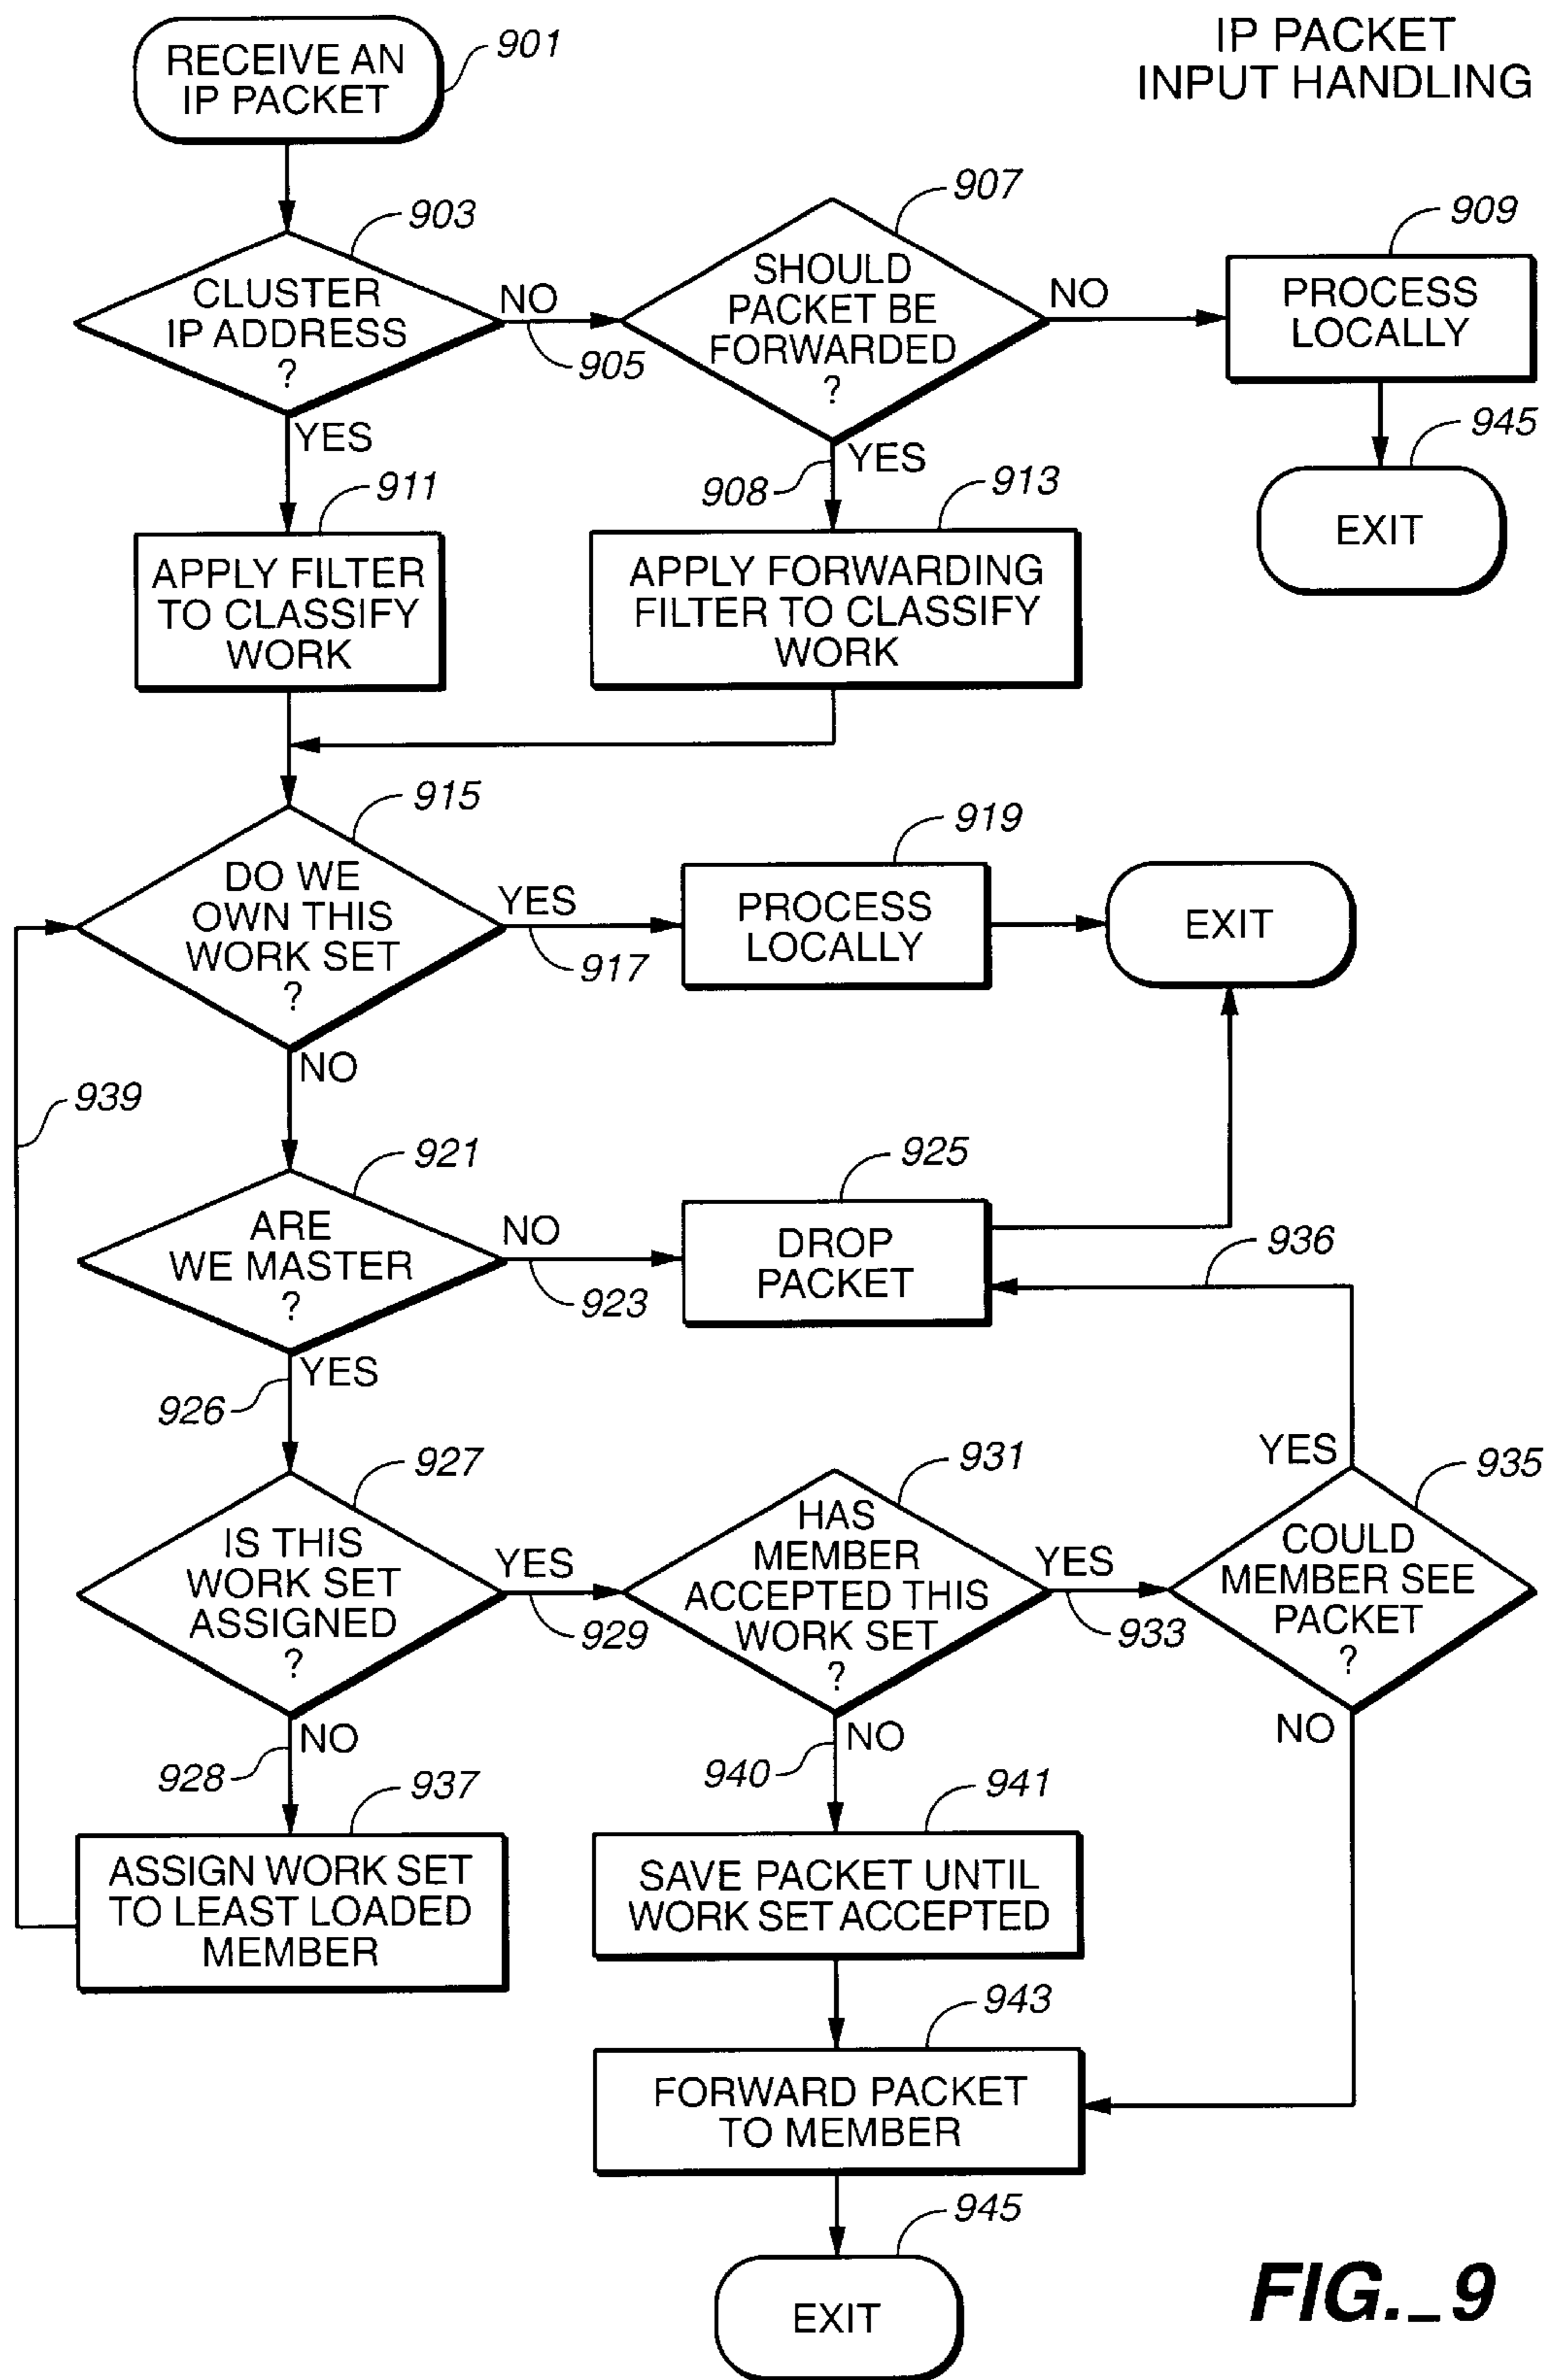 IP PACKET
INPUT HANDLING
RECEIVE AN
IP PACKET
901
903
CLUSTER
IP ADDRESS
?
NO
905
YES
907
SHOULD
PACKET BE
FORWARDED
?
NO
908
YES
909
PROCESS
LOCALLY
945
EXIT
911
APPLY FILTER
TO CLASSIFY
WORK
913
APPLY FORWARDING
FILTER TO CLASSIFY
WORK
915
DO WE
OWN THIS
WORK SET
?
YES
917
NO
919
PROCESS
LOCALLY
EXIT
939
921
ARE
WE MASTER
?
NO
923
925
DROP
PACKET
936
YES
926
927
IS THIS
WORK SET
ASSIGNED
?
YES
929
931
HAS
MEMBER
ACCEPTED THIS
WORK SET
?
YES
933
YES
935
COULD
MEMBER SEE
PACKET
?
NO
NO
928
937
ASSIGN WORK SET
TO LEAST LOADED
MEMBER
NO
940
941
SAVE PACKET UNTIL
WORK SET ACCEPTED
943
FORWARD PACKET
TO MEMBER
945
EXIT
FIG._9